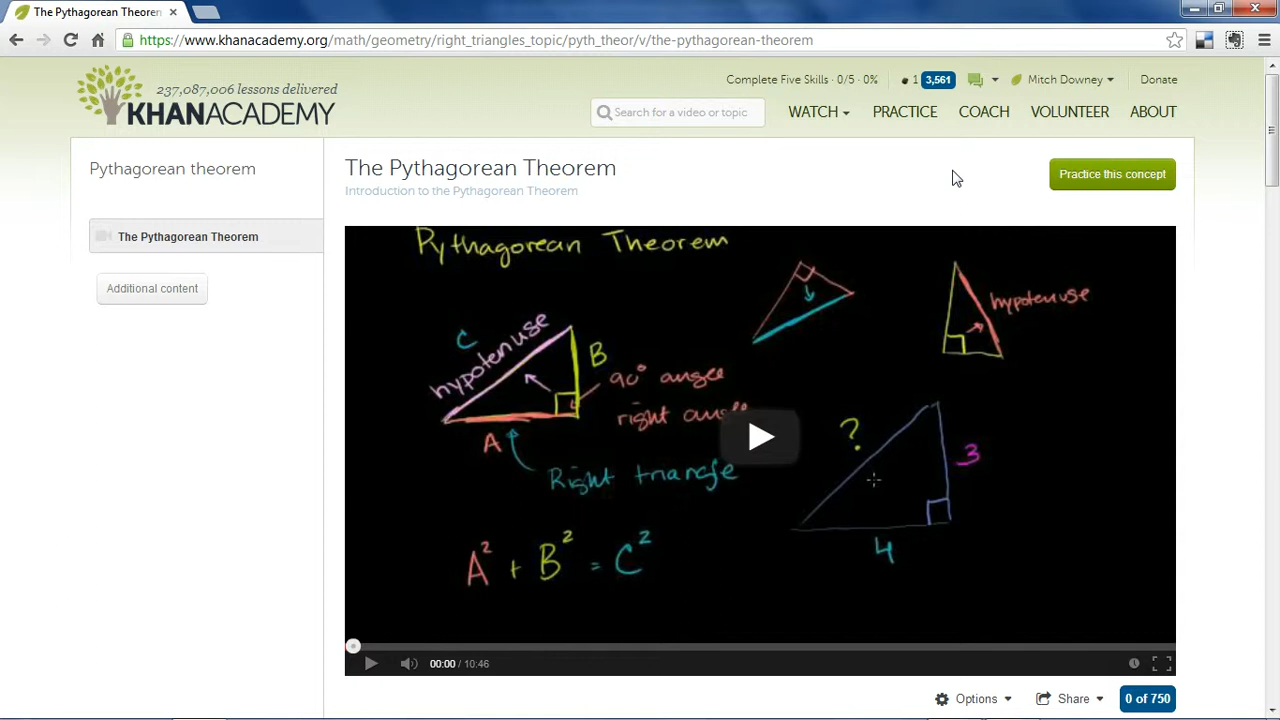 The Pythagorean Theorem
https://www.khanacademy.org/math/geometry/right_triangles_topic/pyth_theor/v/the-pythagorean-theorem
237,087,006 lessons delivered
KHANACADEMY
Complete Five Skills · 0/5 · 0%
1 3,561
Mitch Downey
Donate
Search for a video or topic
WATCH PRACTICE COACH VOLUNTEER ABOUT
Pythagorean theorem
The Pythagorean Theorem
Additional content
The Pythagorean Theorem
Introduction to the Pythagorean Theorem
Practice this concept
Pythagorean Theorem
hypotenuse
C
hypotenuse
B
90° angle
right angle
A
Right triangle
?
3
4
A² + B² = C²
00:00 / 10:46
Options
Share
0 of 750